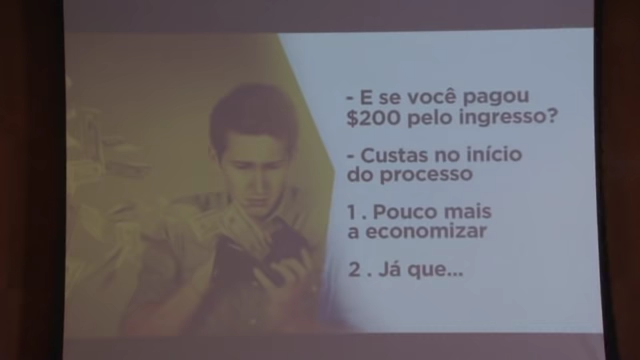 - E se você pagou
$200 pelo ingresso?
- Custas no início
do processo
1 . Pouco mais
a economizar
2 . Já que...